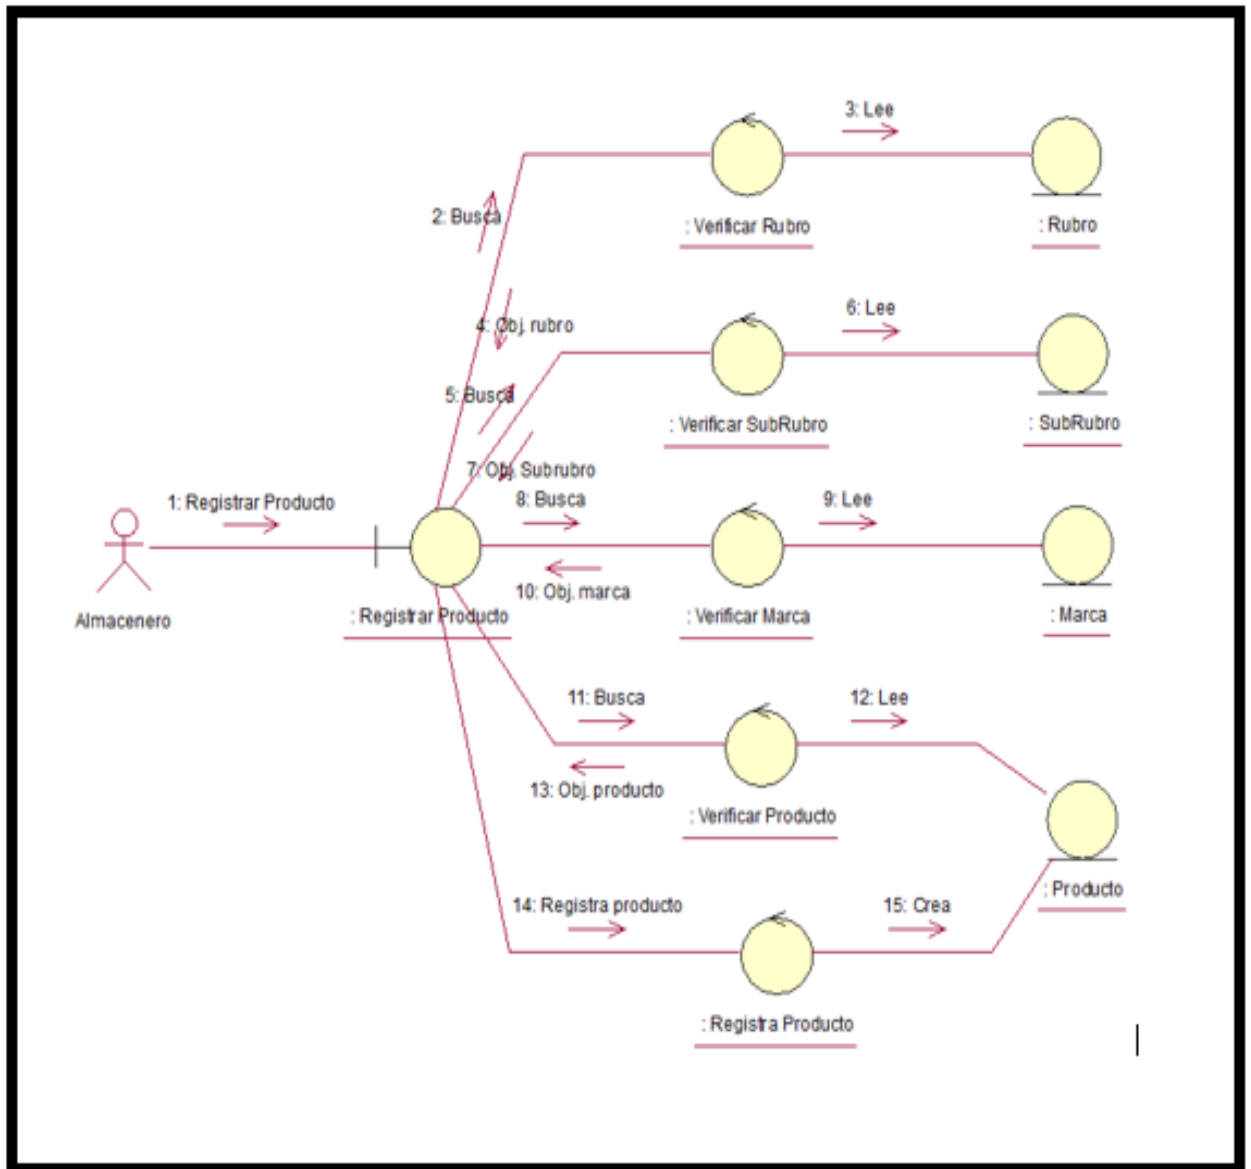 3: Lee
2: Busca
: Verificar Rubro
: Rubro
6: Lee
4: Obj. rubro
5: Busca
: Verificar SubRubro
: SubRubro
7: Obj. Subrubro
1: Registrar Producto
8: Busca
9: Lee
10: Obj. marca
Almacenero
: Registrar Producto
: Verificar Marca
: Marca
11: Busca
12: Lee
13: Obj. producto
: Verificar Producto
: Producto
14: Registra producto
15: Crea
: Registra Producto